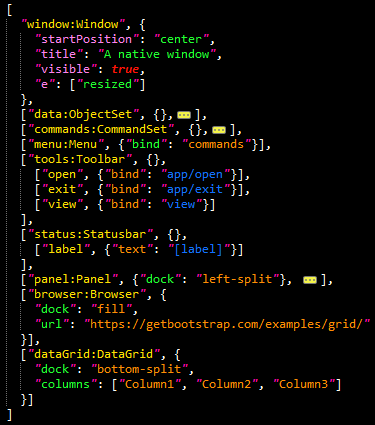 [
"window:Window", {
"startPosition": "center",
"title": "A native window",
"visible": true,
"e": ["resized"]
},
["data:ObjectSet", {},...],
["commands:CommandSet", {},...],
["menu:Menu", {"bind": "commands"}],
["tools:Toolbar", {},
["open", {"bind": "app/open"}],
["exit", {"bind": "app/exit"}],
["view", {"bind": "view"}]
],
["status:Statusbar", {},
["label", {"text": "[label]"}]
],
["panel:Panel", {"dock": "left-split"}, ...],
["browser:Browser", {
"dock": "fill",
"url": "https://getbootstrap.com/examples/grid/"
}],
["dataGrid:DataGrid", {
"dock": "bottom-split",
"columns": ["Column1", "Column2", "Column3"]
}]
]